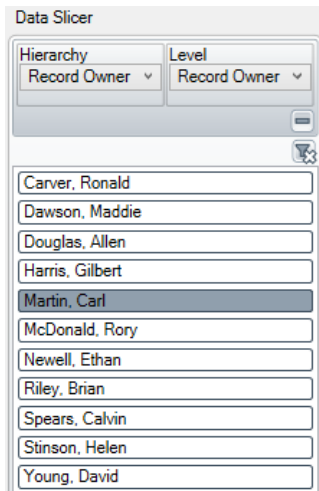 Data Slicer
Hierarchy Level
Record Owner Record Owner
Carver, Ronald
Dawson, Maddie
Douglas, Allen
Harris, Gilbert
Martin, Carl
McDonald, Rory
Newell, Ethan
Riley, Brian
Spears, Calvin
Stinson, Helen
Young, David